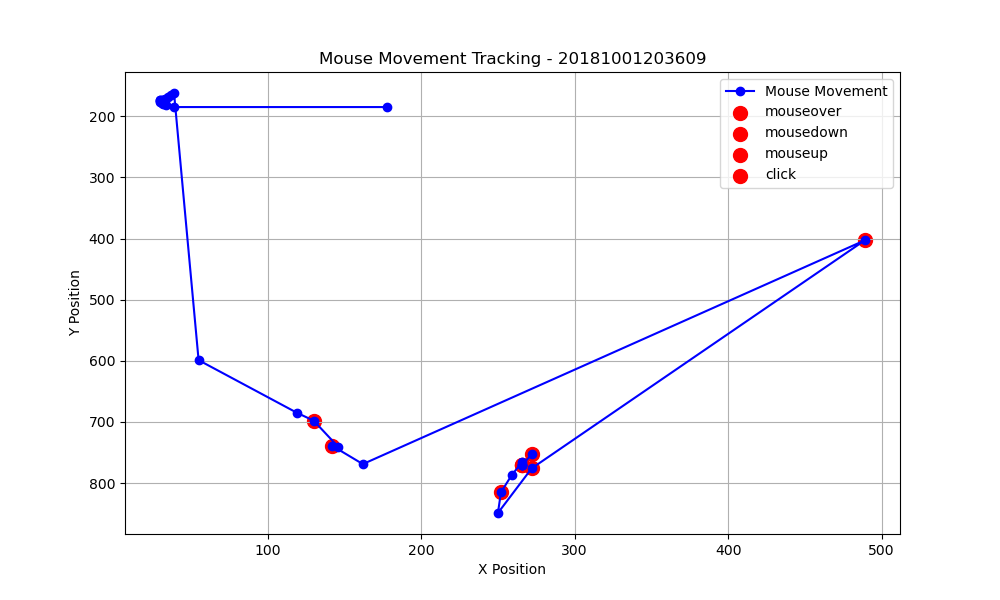 Mouse Movement Tracking - 20181001203609
Mouse Movement
mouseover
mousedown
mouseup
click
200
300
400
500
600
700
800
Y Position
100
200
300
400
500
X Position